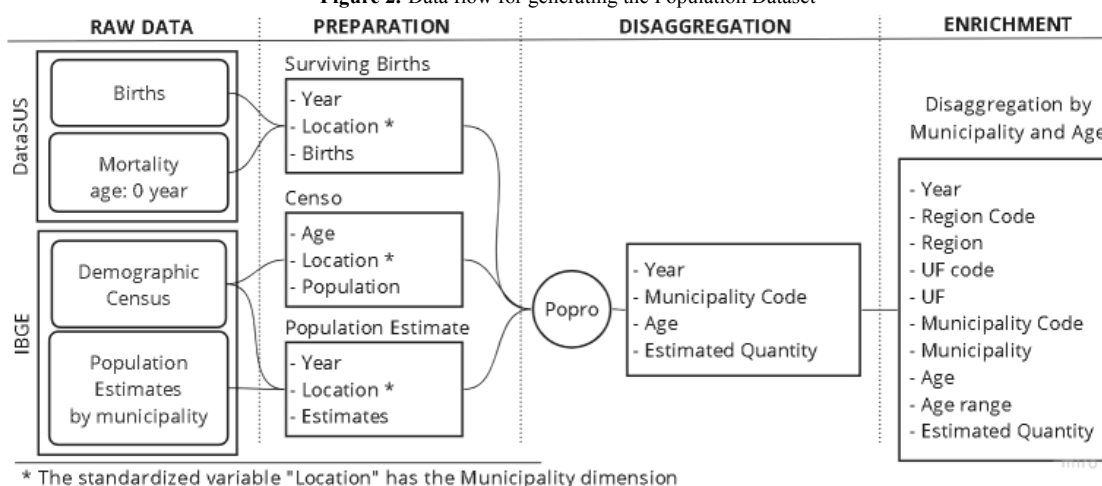 Figure 2. Data flow for generating the Population Dataset
RAW DATA
PREPARATION
DISAGGREGATION
ENRICHMENT
DataSUS
Births
Mortality
age: 0 year
IBGE
Demographic
Census
Population
Estimates
by municipality
Surviving Births
- Year
- Location *
- Births
Censo
- Age
- Location *
- Population
Population Estimate
- Year
- Location *
- Estimates
Popro
- Year
- Municipality Code
- Age
- Estimated Quantity
Disaggregation by
Municipality and Age
- Year
- Region Code
- Region
- UF code
- UF
- Municipality Code
- Municipality
- Age
- Age range
- Estimated Quantity
miro
* The standardized variable "Location" has the Municipality dimension